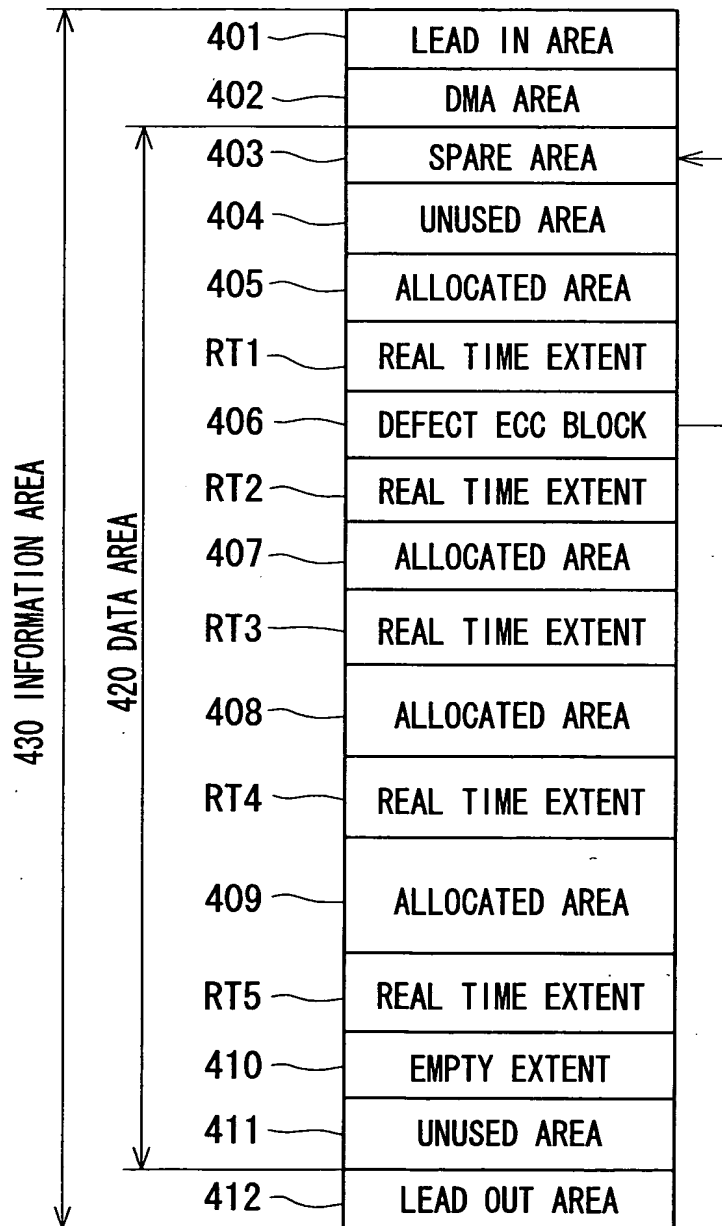 401 LEAD IN AREA
402 DMA AREA
403 SPARE AREA
404 UNUSED AREA
405 ALLOCATED AREA
RT1 REAL TIME EXTENT
406 DEFECT ECC BLOCK
RT2 REAL TIME EXTENT
407 ALLOCATED AREA
RT3 REAL TIME EXTENT
408 ALLOCATED AREA
RT4 REAL TIME EXTENT
409 ALLOCATED AREA
RT5 REAL TIME EXTENT
410 EMPTY EXTENT
411 UNUSED AREA
412 LEAD OUT AREA
430 INFORMATION AREA
420 DATA AREA